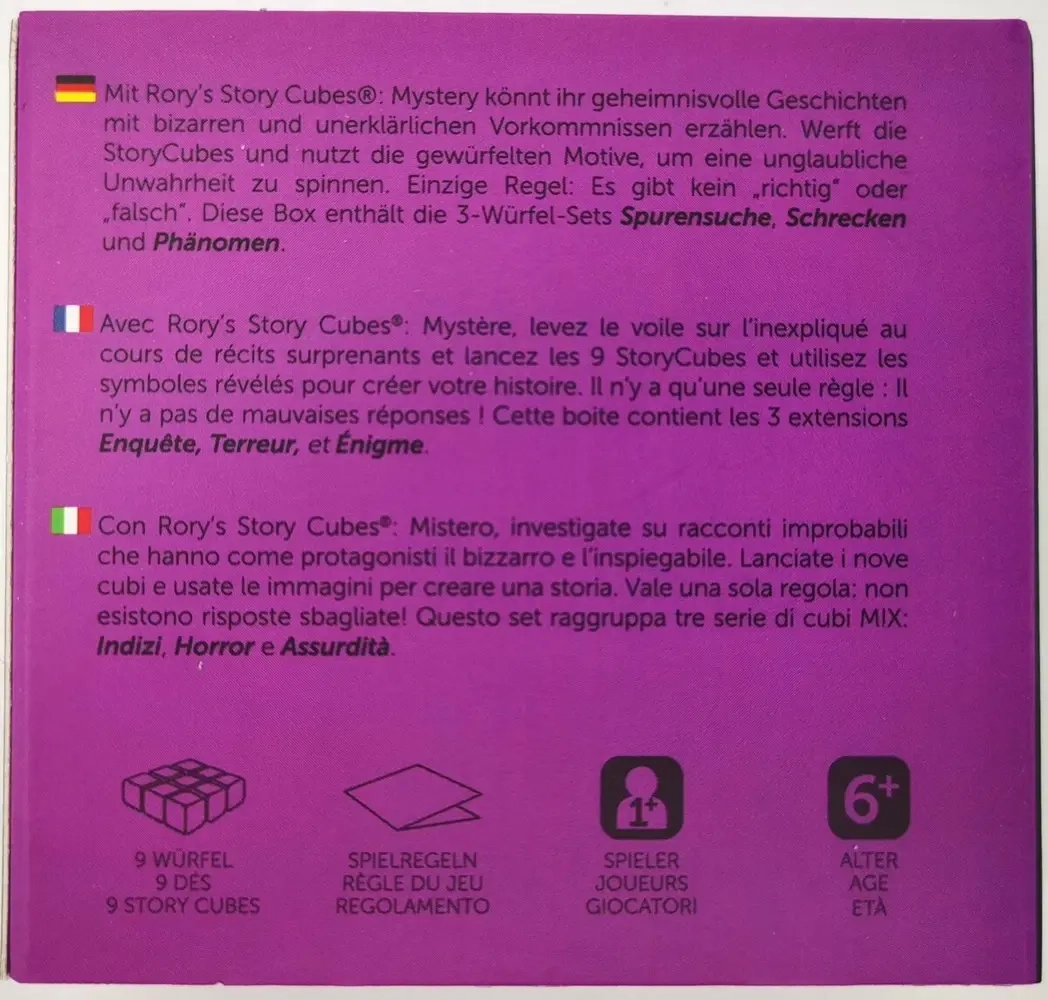 Mit Rory's Story Cubes®: Mystery könnt ihr geheimnisvolle Geschichten
mit bizarren und unerklärlichen Vorkommnissen erzählen. Werft die
StoryCubes und nutzt die gewürfelten Motive, um eine unglaubliche
Unwahrheit zu spinnen. Einzige Regel: Es gibt kein „richtig“ oder
„falsch“. Diese Box enthält die 3-Würfel-Sets Spurensuche, Schrecken
und Phänomen.
Avec Rory's Story Cubes®: Mystère, levez le voile sur l'inexpliqué au
cours de récits surprenants et lancez les 9 StoryCubes et utilisez les
symboles révélés pour créer votre histoire. Il n'y a qu'une seule règle : Il
n'y a pas de mauvaises réponses ! Cette boite contient les 3 extensions
Enquête, Terreur, et Énigme.
Con Rory's Story Cubes®: Mistero, investigate su racconti improbabili
che hanno come protagonisti il bizzarro e l'inspiegabile. Lanciate i nove
cubi e usate le immagini per creare una storia. Vale una sola regola: non
esistono risposte sbagliate! Questo set raggruppa tre serie di cubi MIX:
Indizi, Horror e Assurdità.
9 WÜRFEL
9 DÉS
9 STORY CUBES
SPIELREGELN
RÈGLE DU JEU
REGOLAMENTO
1+
SPIELER
JOUEURS
GIOCATORI
6+
ALTER
AGE
ETÀ